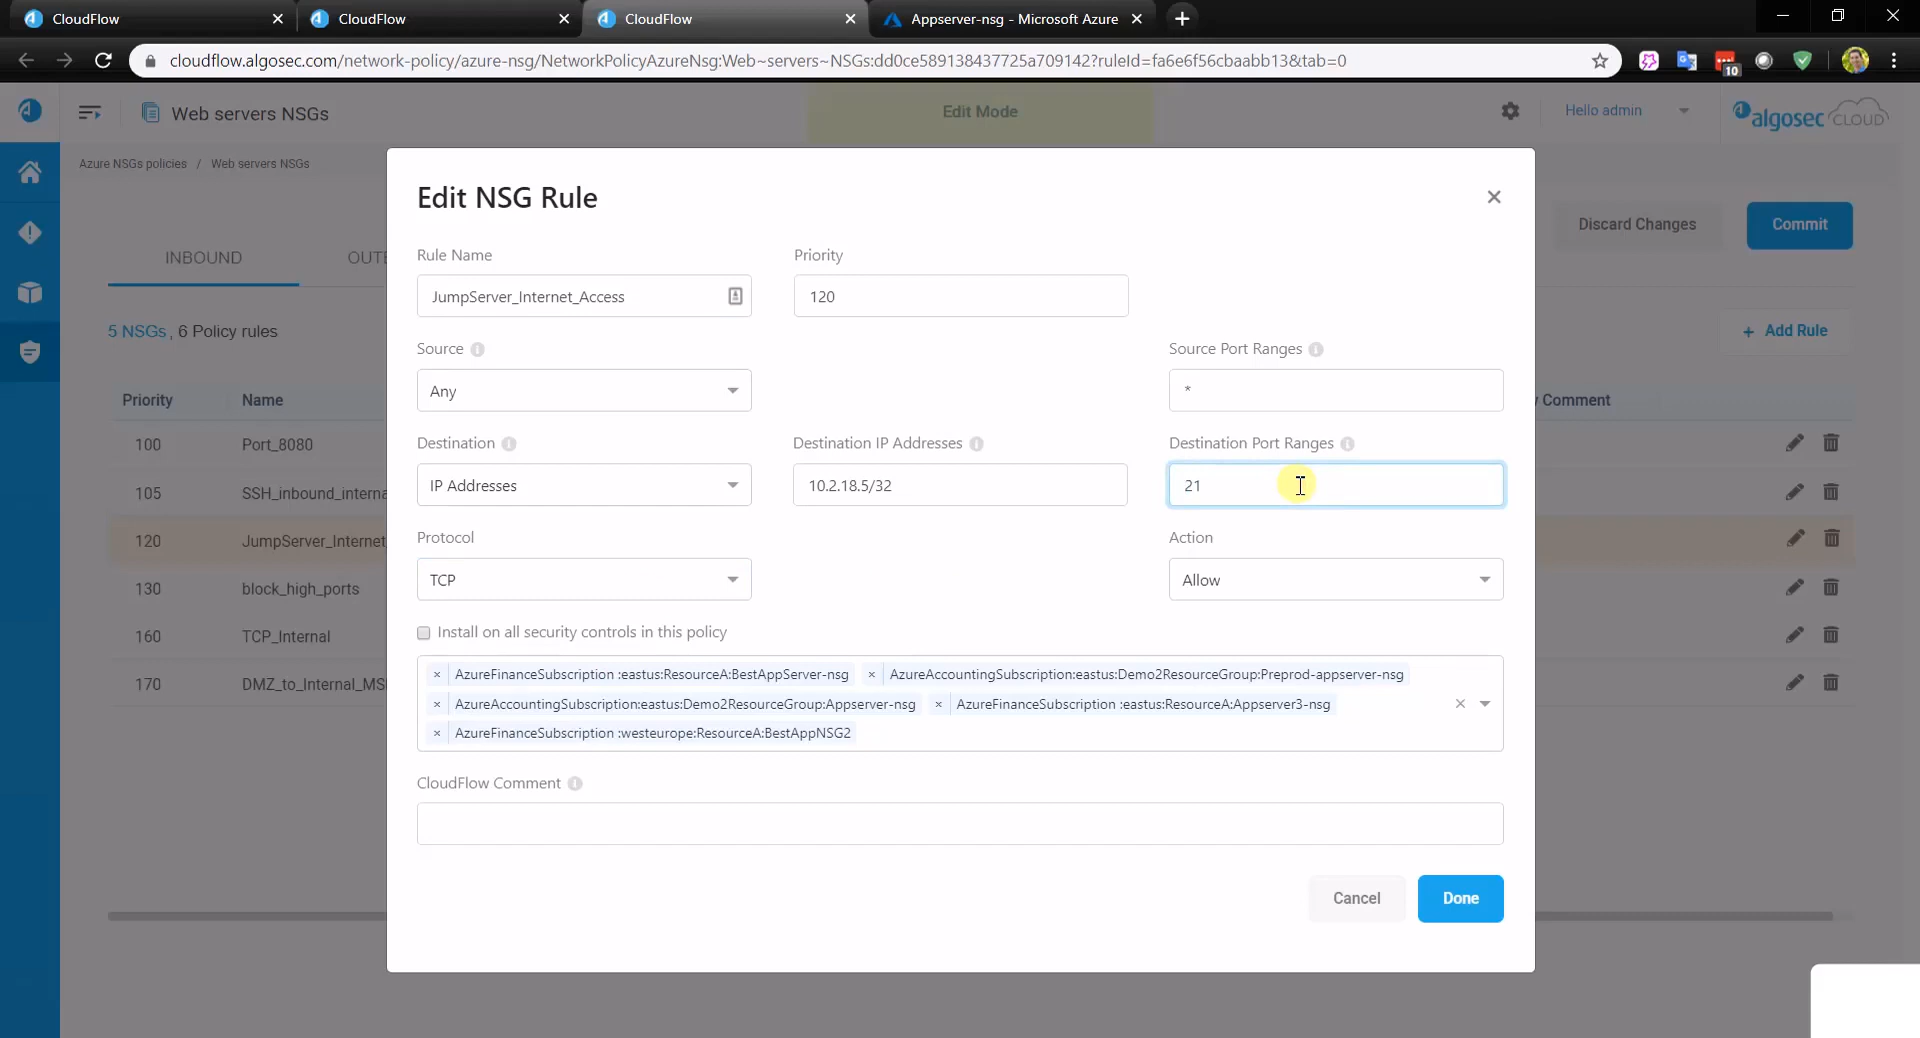 CloudFlow
CloudFlow
CloudFlow
Appserver-nsg - Microsoft Azure
cloudflow.algosec.com/network-policy/azure-nsg/NetworkPolicyAzureNsg:Web~servers~NSGs:dd0ce589138437725a709142?ruleId=fa6e6f56cbaabb13&tab=0
10
Web servers NSGs
Edit Mode
Hello admin
algosec CLOUD
Azure NSGs policies / Web servers NSGs
Edit NSG Rule
Discard Changes
Commit
INBOUND
OUTE
Rule Name
Priority
JumpServer_Internet_Access
120
5 NSGs , 6 Policy rules
+ Add Rule
Source
Source Port Ranges
Any
*
Priority
Name
Comment
100 Port_8080
Destination
Destination IP Addresses
Destination Port Ranges
IP Addresses
10.2.18.5/32
21
105 SSH_inbound_interna
120 JumpServer_Internet
Protocol
Action
TCP
Allow
130 block_high_ports
160 TCP_Internal
Install on all security controls in this policy
170 DMZ_to_Internal_MS
× AzureFinanceSubscription :eastus:ResourceA:BestAppServer-nsg × AzureAccountingSubscription:eastus:Demo2ResourceGroup:Preprod-appserver-nsg
× AzureAccountingSubscription:eastus:Demo2ResourceGroup:Appserver-nsg × AzureFinanceSubscription :eastus:ResourceA:Appserver3-nsg
× AzureFinanceSubscription :westeurope:ResourceA:BestAppNSG2
CloudFlow Comment
Cancel
Done